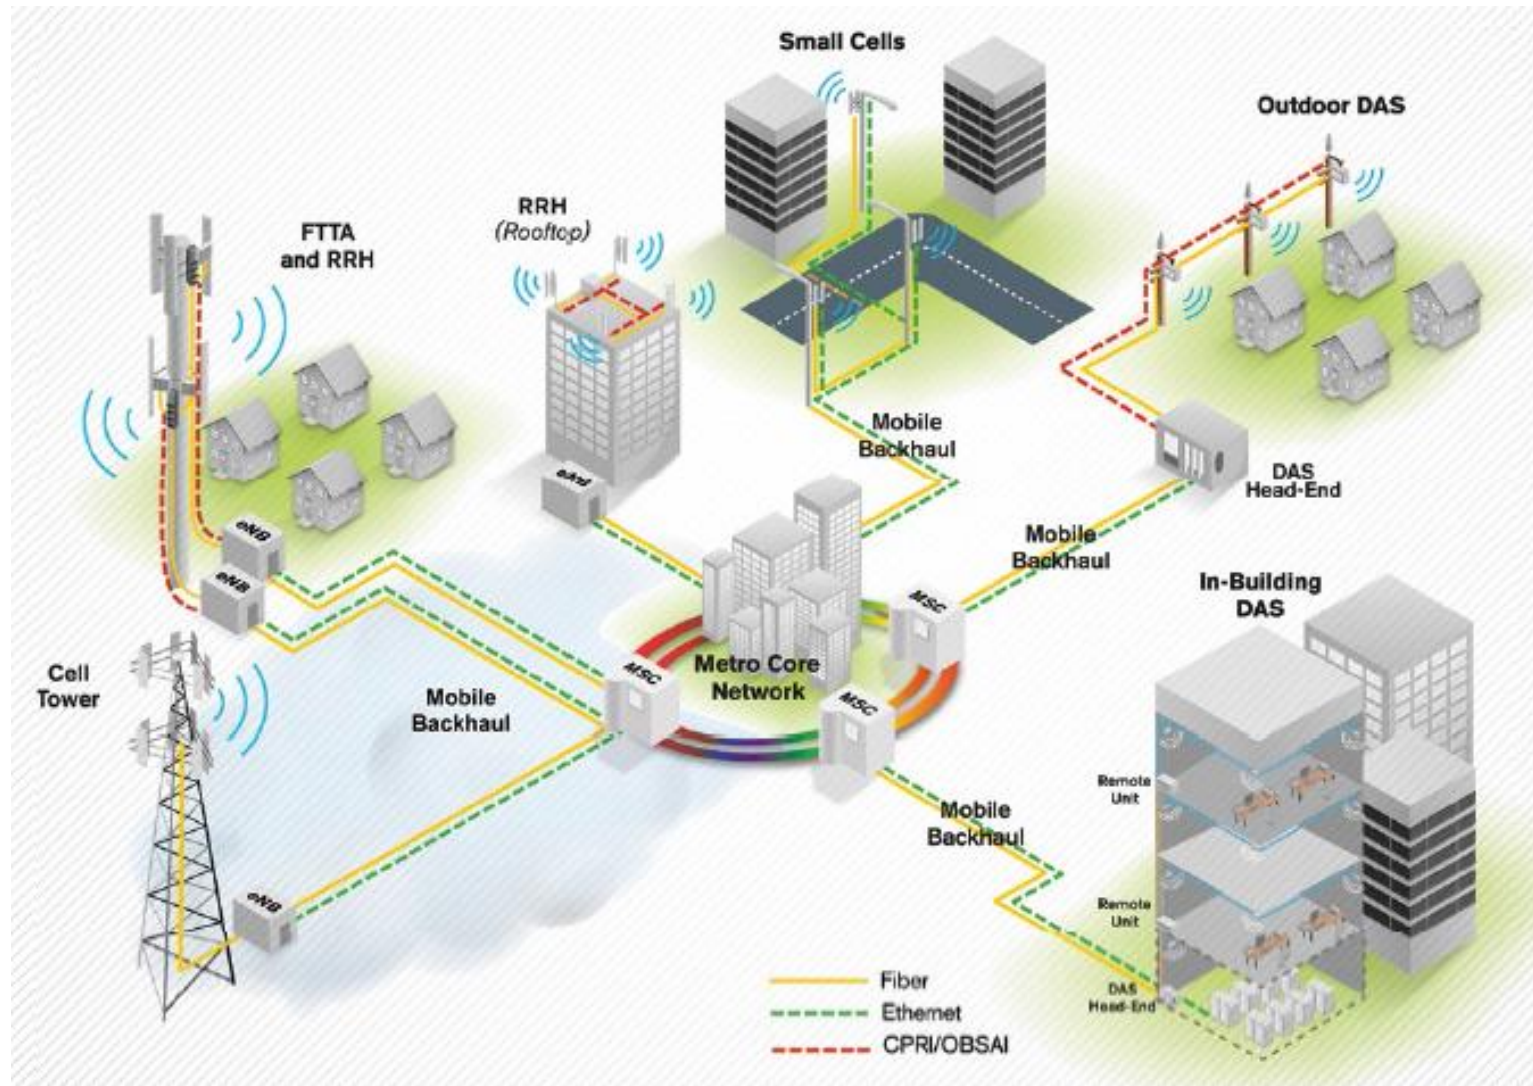 Small Cells
Outdoor DAS
RRH
(Rooftop)
FTTA
and RRH
Mobile
Backhaul
DAS
Head-End
eNB
eNB
Mobile
Backhaul
In-Building
DAS
MSC
MSC
MSC
Metro Core
Network
Cell
Tower
Mobile
Backhaul
Remote
Unit
Mobile
Backhaul
eNB
Remote
Unit
DAS
Head-End
Fiber
Ethernet
CPRI/OBSAI